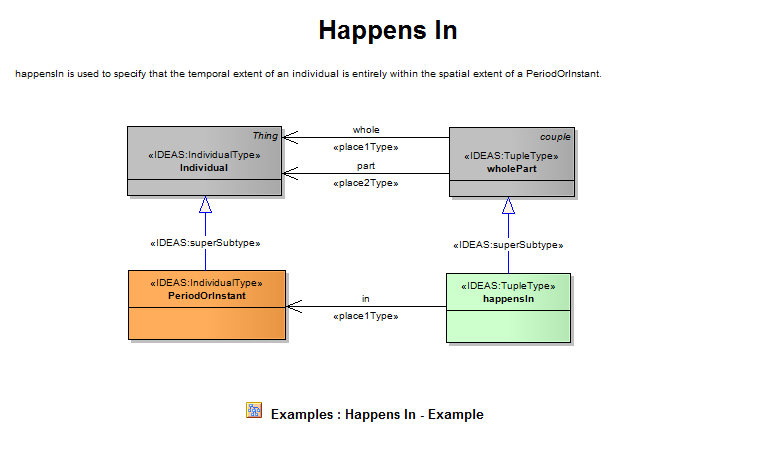 Happens In
happensIn is used to specify that the temporal extent of an individual is entirely within the spatial extent of a PeriodOrInstant.
Thing
«IDEAS:IndividualType»
Individual
whole
«place1Type»
part
«place2Type»
couple
«IDEAS:TupleType»
wholePart
«IDEAS:superSubtype»
«IDEAS:superSubtype»
«IDEAS:IndividualType»
PeriodOrInstant
in
«place1Type»
«IDEAS:TupleType»
happensIn
Examples : Happens In - Example